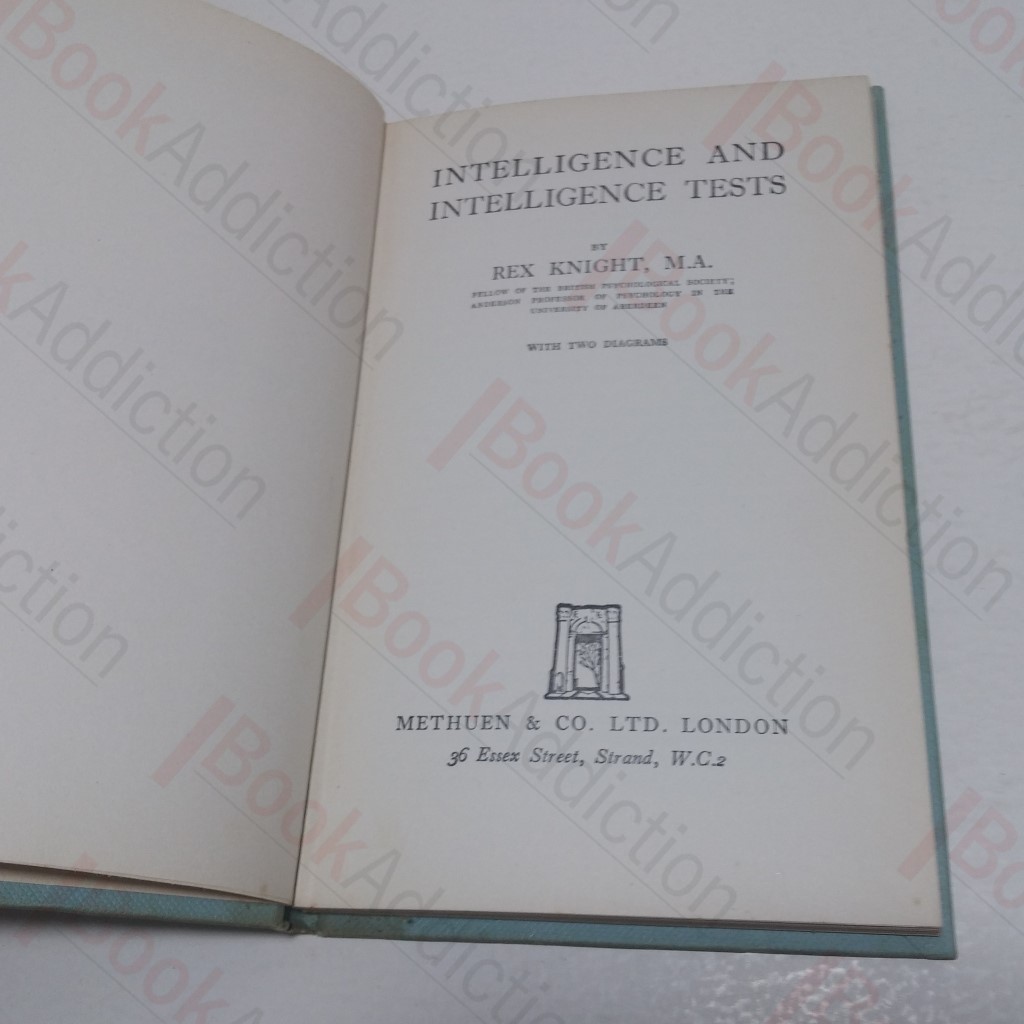 INTELLIGENCE AND
INTELLIGENCE TESTS
BY
REX KNIGHT, M.A.
FELLOW OF THE BRITISH PSYCHOLOGICAL SOCIETY;
ANDERSON PROFESSOR OF PSYCHOLOGY IN THE
UNIVERSITY OF ABERDEEN
WITH TWO DIAGRAMS
METHUEN & CO. LTD. LONDON
36 Essex Street, Strand, W.C.2
BookAddiction